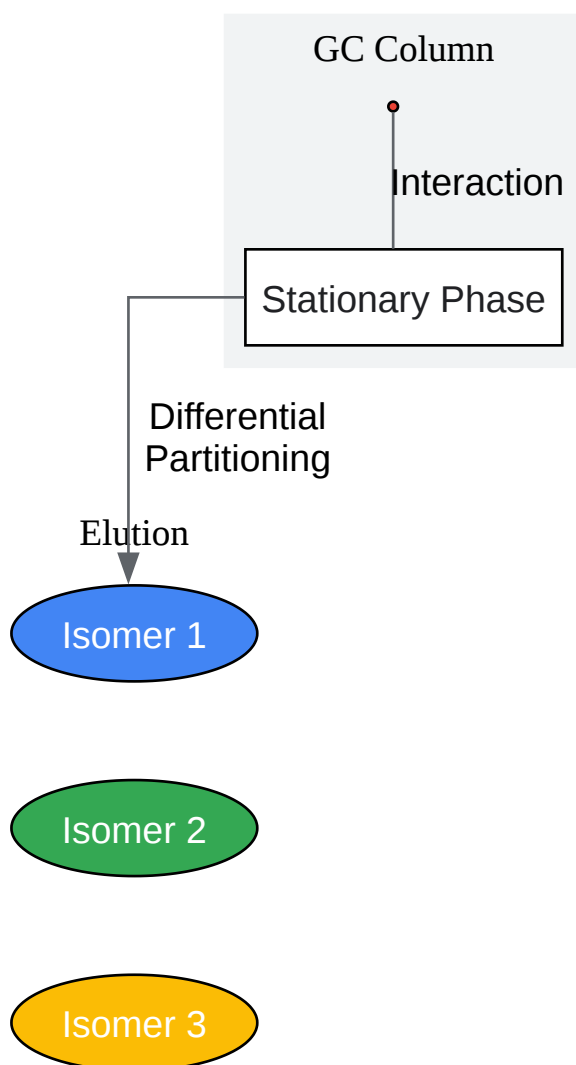 GC Column
Interaction
Stationary Phase
Differential
Partitioning
Elution
Isomer 1
Isomer 2
Isomer 3